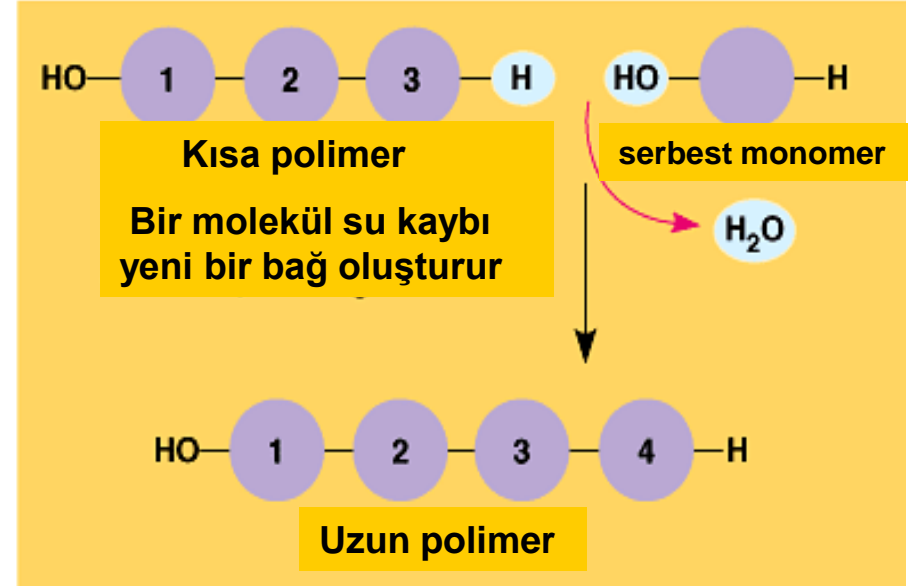 HO 1 2 3 H HO H
Kısa polimer
serbest monomer
Bir molekül su kaybı
yeni bir bağ oluşturur
H₂O
HO 1 2 3 4 H
Uzun polimer